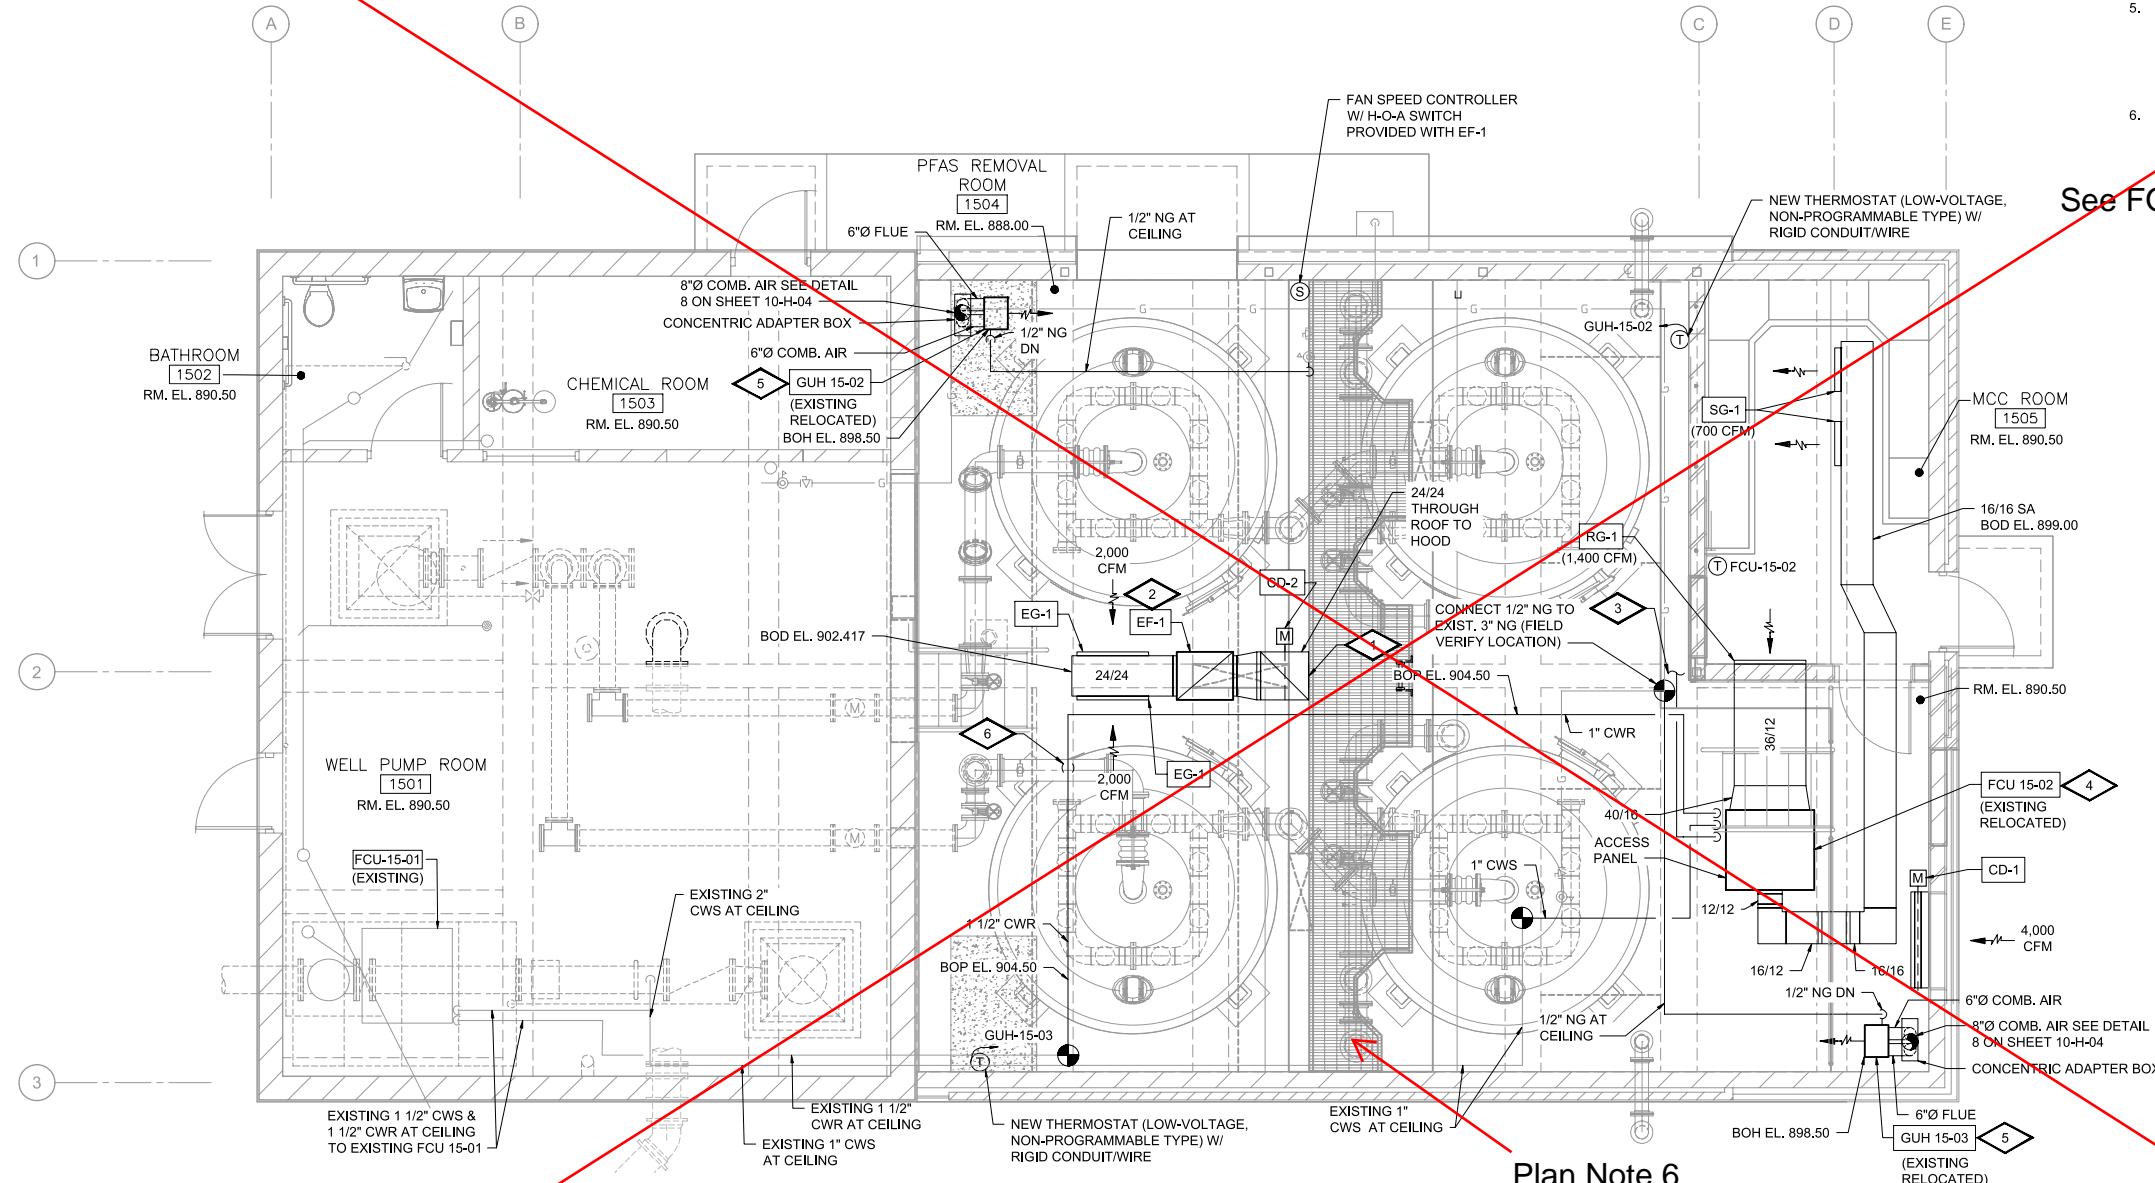 A
B
C
D
E
5.
6.
See FC
1
2
3
FAN SPEED CONTROLLER
W/ H-O-A SWITCH
PROVIDED WITH EF-1
PFAS REMOVAL
ROOM
1504
RM. EL. 888.00
6"Ø FLUE
1/2" NG AT
CEILING
NEW THERMOSTAT (LOW-VOLTAGE,
NON-PROGRAMMABLE TYPE) W/
RIGID CONDUIT/WIRE
8"Ø COMB. AIR SEE DETAIL
8 ON SHEET 10-H-04
CONCENTRIC ADAPTER BOX
6"Ø COMB. AIR
1/2" NG
DN
S
G
G
G
G
U
GUH-15-02
T
BATHROOM
1502
RM. EL. 890.50
CHEMICAL ROOM
1503
RM. EL. 890.50
5
GUH 15-02
(EXISTING
RELOCATED)
BOH EL. 898.50
SG-1
(700 CFM)
MCC ROOM
1505
RM. EL. 890.50
G
24/24
THROUGH
ROOF TO
HOOD
16/16 SA
BOD EL. 899.00
RG-1
(1,400 CFM)
T FCU-15-02
2,000
CFM
2
CD-2
EG-1
EF-1
M
CONNECT 1/2" NG TO
EXIST. 3" NG (FIELD
VERIFY LOCATION)
3
BOD EL. 902.417
24/24
1
BOP EL. 904.50
RM. EL. 890.50
M
6
1" CWR
36/12
WELL PUMP ROOM
1501
RM. EL. 890.50
2,000
CFM
EG-1
FCU 15-02
4
(EXISTING
RELOCATED)
40/16
ACCESS
PANEL
M
FCU-15-01
(EXISTING)
EXISTING 2"
CWS AT CEILING
1" CWS
M
CD-1
12/12
1 1/2" CWR
BOP EL. 904.50
4,000
CFM
16/12
16/16
1/2" NG DN
6"Ø COMB. AIR
GUH-15-03
T
1/2" NG AT
CEILING
8"Ø COMB. AIR SEE DETAIL
8 ON SHEET 10-H-04
CONCENTRIC ADAPTER BOX
EXISTING 1 1/2" CWS &
1 1/2" CWR AT CEILING
TO EXISTING FCU 15-01
EXISTING 1 1/2"
CWR AT CEILING
EXISTING 1" CWS
AT CEILING
NEW THERMOSTAT (LOW-VOLTAGE,
NON-PROGRAMMABLE TYPE) W/
RIGID CONDUIT/WIRE
EXISTING 1"
CWS AT CEILING
6"Ø FLUE
BOH EL. 898.50
GUH 15-03
5
(EXISTING
RELOCATED)
Plan Note 6